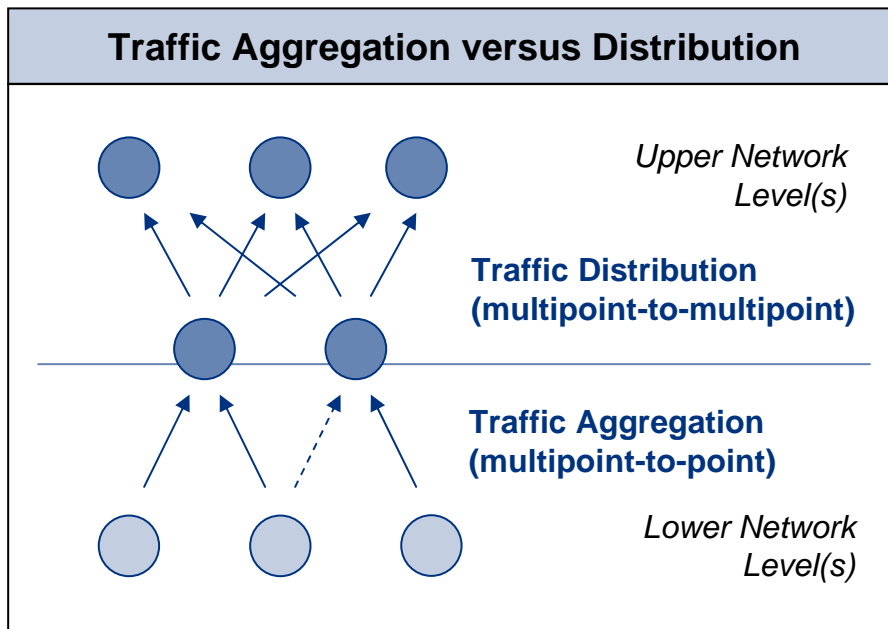 Traffic Aggregation versus Distribution
Upper Network
Level(s)
Traffic Distribution
(multipoint-to-multipoint)
Traffic Aggregation
(multipoint-to-point)
Lower Network
Level(s)